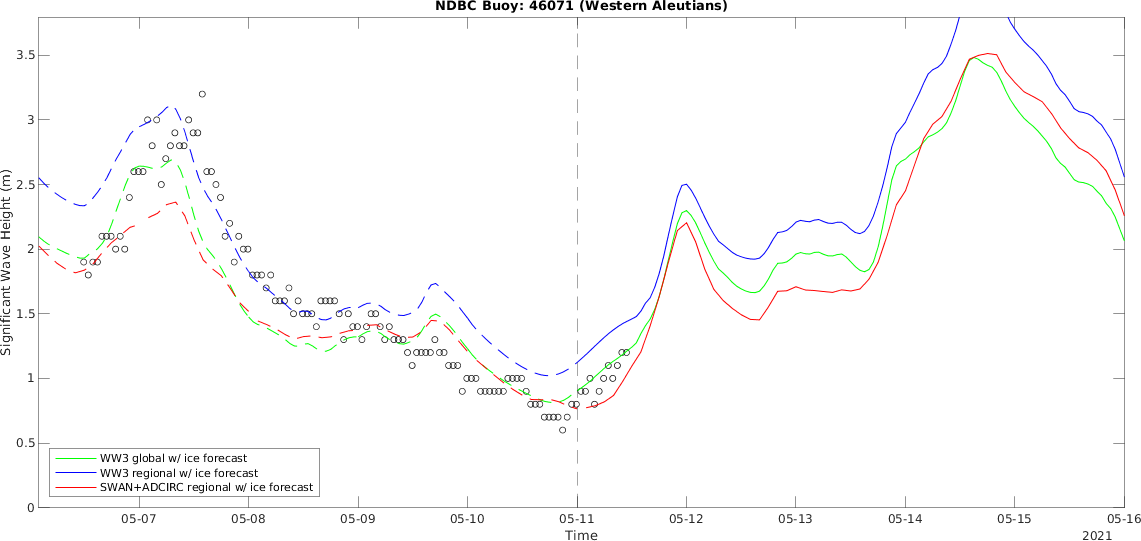 NDBC Buoy: 46071 (Western Aleutians)
3.5
3
2.5
2
1.5
1
0.5
0
Significant Wave Height (m)
WW3 global w/ ice forecast
WW3 regional w/ ice forecast
SWAN+ADCIRC regional w/ ice forecast
05-07 05-08 05-09 05-10 05-11 05-12 05-13 05-14 05-15 05-16
Time
2021